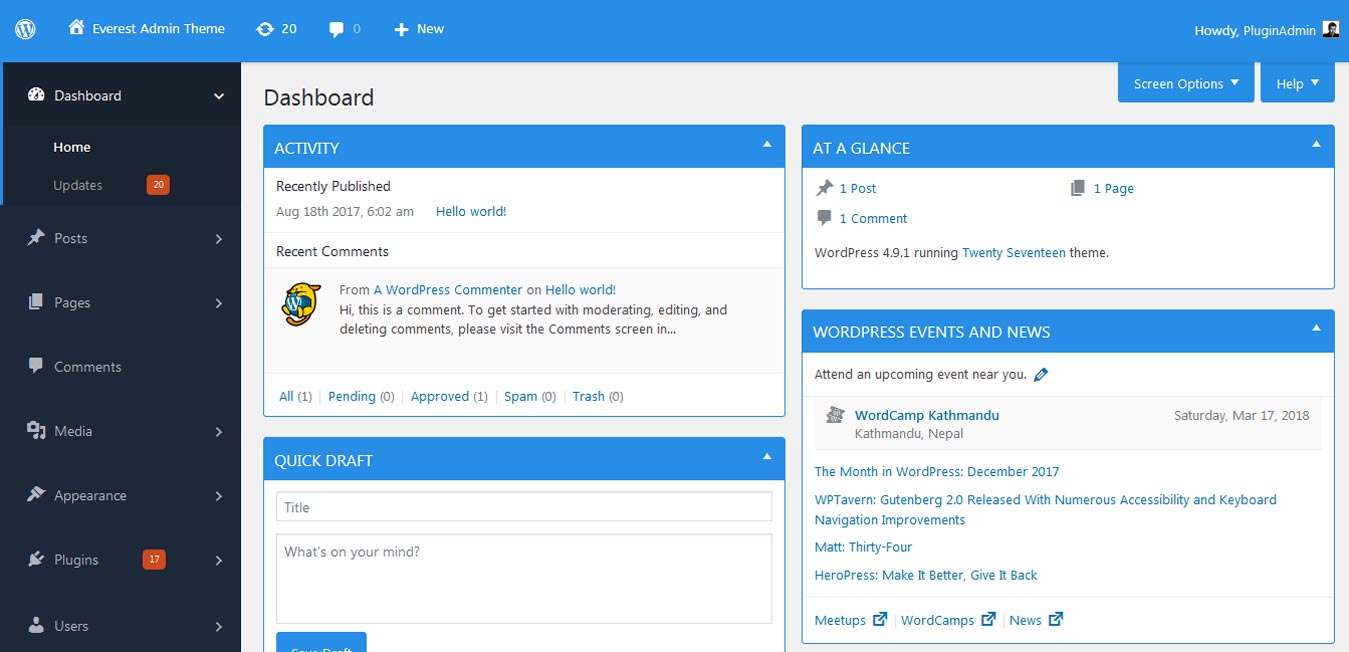 Everest Admin Theme 20 0 New Howdy, PluginAdmin
Dashboard
Home
Updates 20
Posts
Pages
Comments
Media
Appearance
Plugins 17
Users
Screen Options Help
Dashboard
ACTIVITY
Recently Published
Aug 18th 2017, 6:02 am Hello world!
Recent Comments
From A WordPress Commenter on Hello world!
Hi, this is a comment. To get started with moderating, editing, and
deleting comments, please visit the Comments screen in...
All (1) | Pending (0) | Approved (1) | Spam (0) | Trash (0)
QUICK DRAFT
Title
What's on your mind?
Save Draft
AT A GLANCE
1 Post 1 Page
1 Comment
WordPress 4.9.1 running Twenty Seventeen theme.
WORDPRESS EVENTS AND NEWS
Attend an upcoming event near you.
WordCamp Kathmandu Saturday, Mar 17, 2018
Kathmandu, Nepal
The Month in WordPress: December 2017
WPTavern: Gutenberg 2.0 Released With Numerous Accessibility and Keyboard
Navigation Improvements
Matt: Thirty-Four
HeroPress: Make It Better, Give It Back
Meetups | WordCamps | News